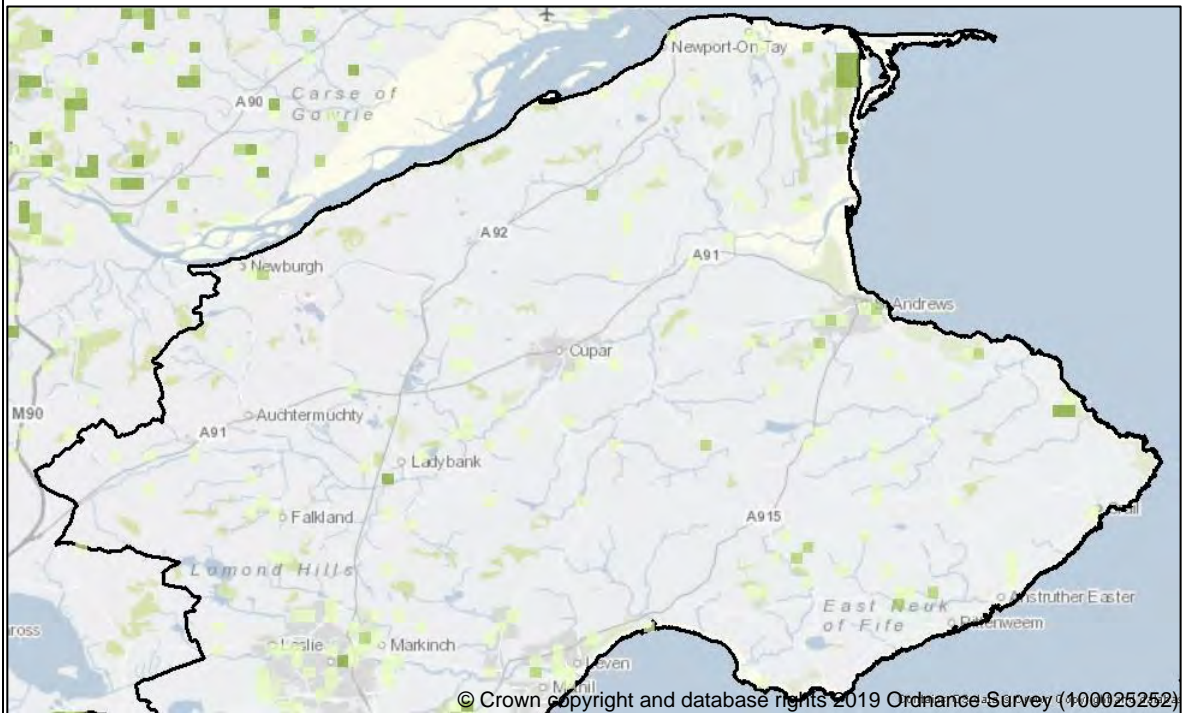 Newport-On-Tay
A90
Carse of
Gowrie
A92
A91
Newburgh
Andrews
Cupar
M90
Auchtermuchty
A91
Ladybank
A915
Falkland
Lomond Hills
Anstruther Easter
East Neuk
of Fife
Pittenweem
Leslie
Markinch
Leven
© Crown copyright and database rights 2019 Ordnance Survey (100025252)